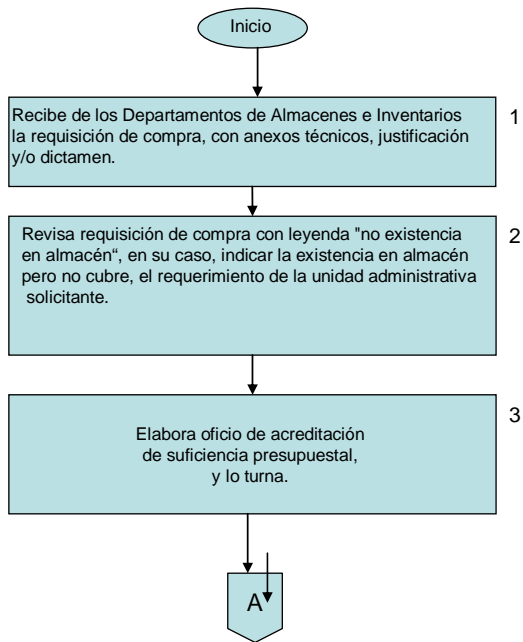 Inicio
Recibe de los Departamentos de Almacenes e Inventarios
la requisición de compra, con anexos técnicos, justificación
y/o dictamen.
1
Revisa requisición de compra con leyenda "no existencia
en almacén“, en su caso, indicar la existencia en almacén
pero no cubre, el requerimiento de la unidad administrativa
solicitante.
2
Elabora oficio de acreditación
de suficiencia presupuestal,
y lo turna.
3
A